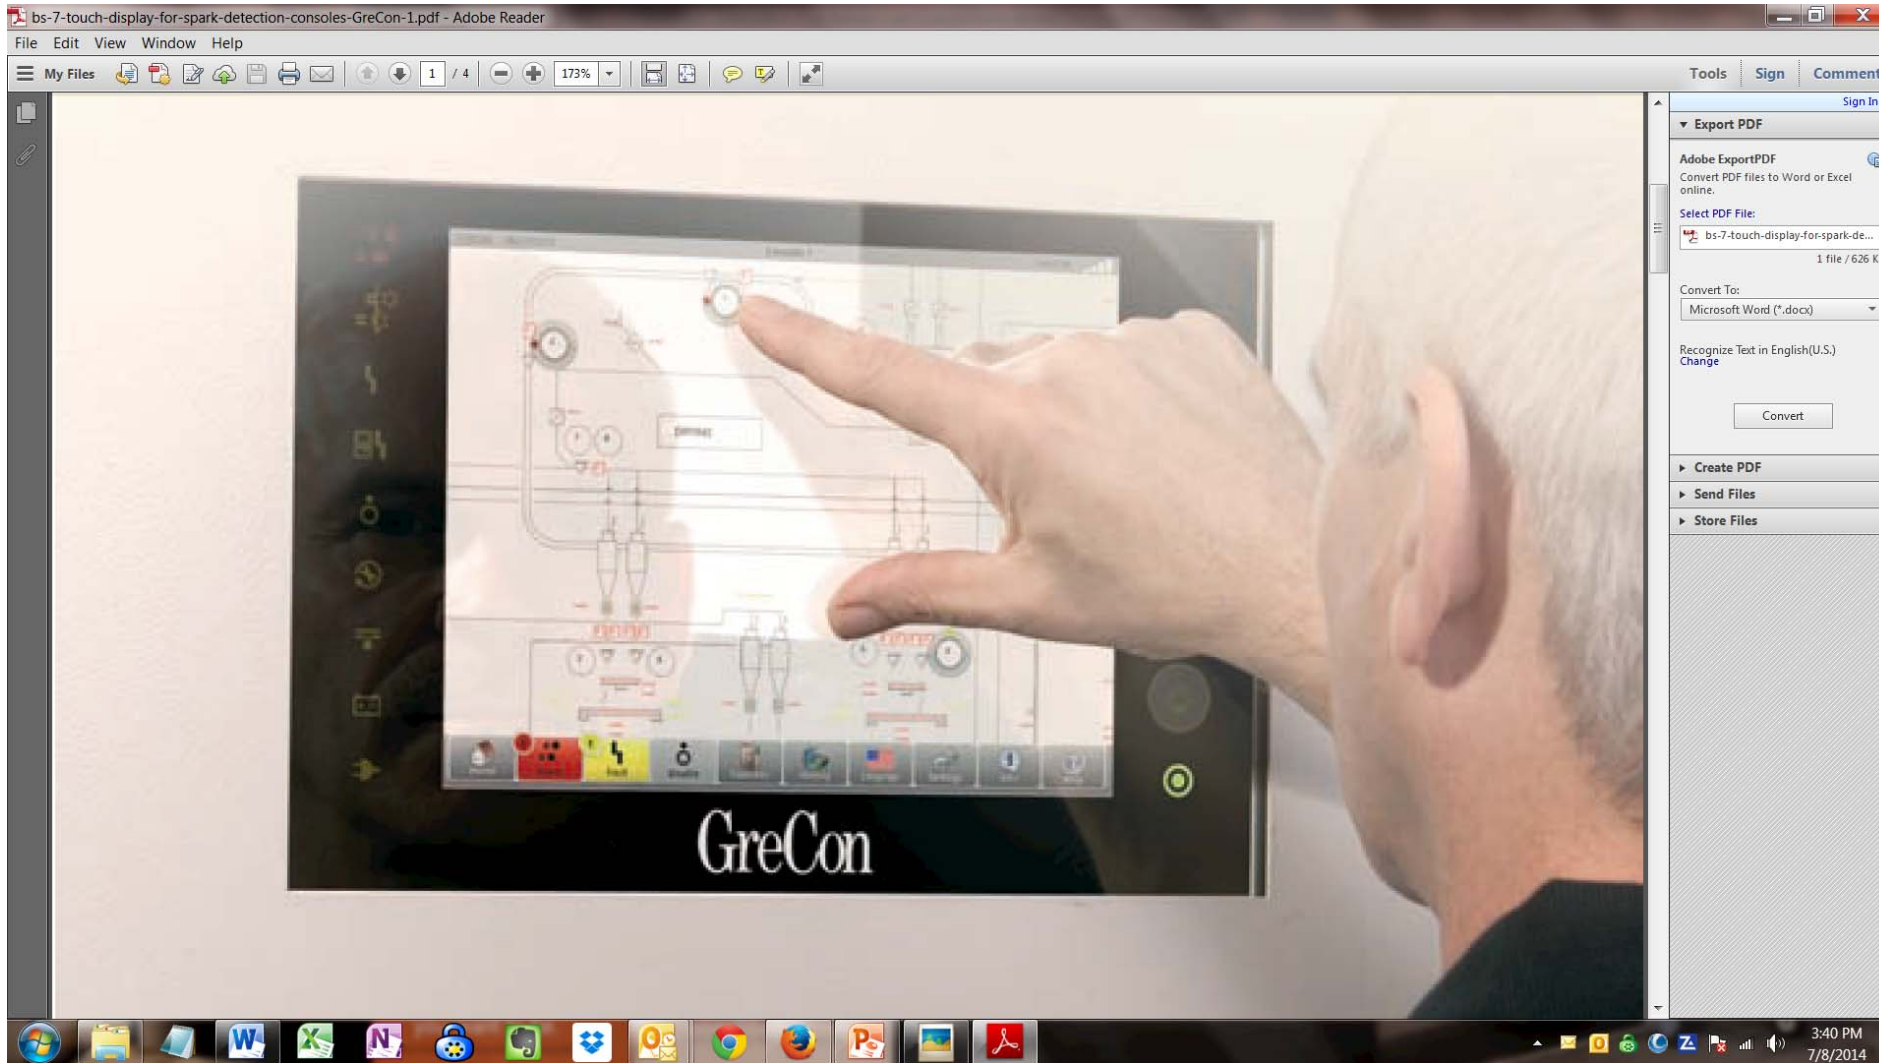 bs-7-touch-display-for-spark-detection-consoles-GreCon-1.pdf - Adobe Reader
File Edit View Window Help
My Files 1 / 4 173% Tools Sign Comment
Sign In
Export PDF
Adobe ExportPDF
Convert PDF files to Word or Excel
online.
Select PDF File:
bs-7-touch-display-for-spark-de...
1 file / 626 K
Convert To:
Microsoft Word (*.docx)
Recognize Text in English(U.S.)
Change
Convert
Create PDF
Send Files
Store Files
Fault
Disable
GreCon
3:40 PM
7/8/2014